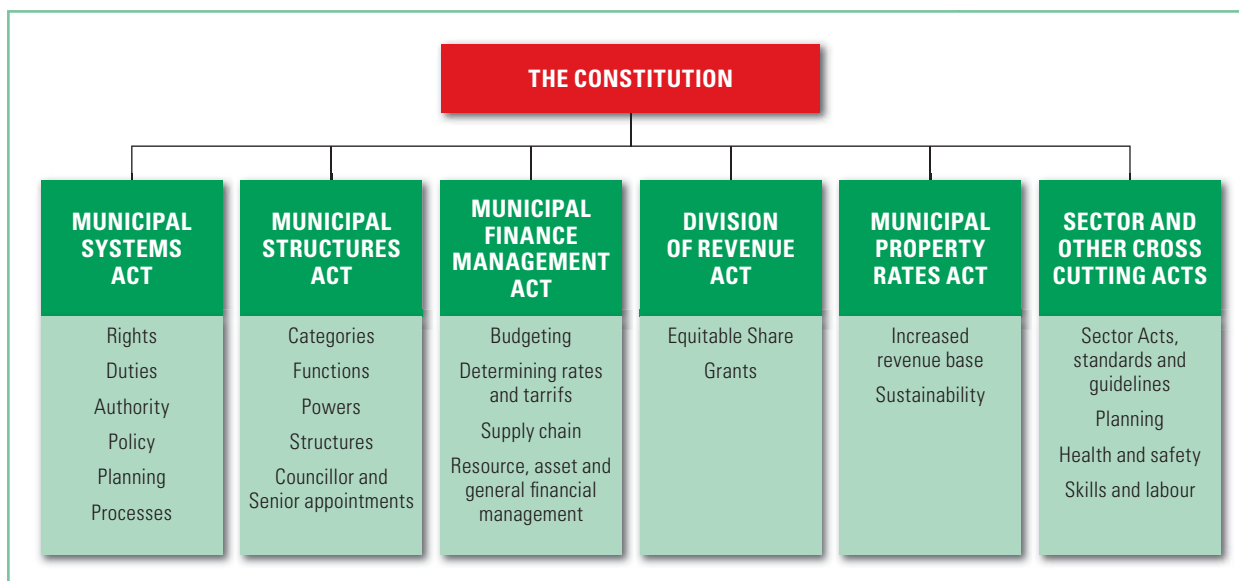 THE CONSTITUTION
MUNICIPAL
SYSTEMS
ACT
Rights
Duties
Authority
Policy
Planning
Processes
MUNICIPAL
STRUCTURES
ACT
Categories
Functions
Powers
Structures
Councillor and
Senior appointments
MUNICIPAL
FINANCE
MANAGEMENT
ACT
Budgeting
Determining rates
and tarrifs
Supply chain
Resource, asset and
general financial
management
DIVISION
OF REVENUE
ACT
Equitable Share
Grants
MUNICIPAL
PROPERTY
RATES ACT
Increased
revenue base
Sustainability
SECTOR AND
OTHER CROSS
CUTTING ACTS
Sector Acts,
standards and
guidelines
Planning
Health and safety
Skills and labour